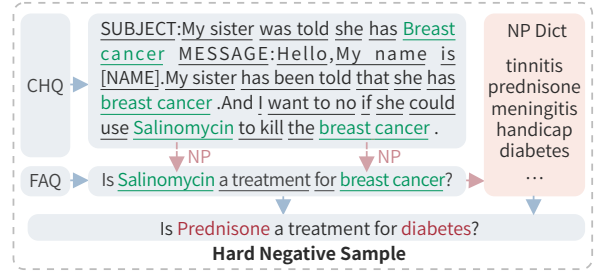 CHQ
SUBJECT:My sister was told she has Breast
cancer MESSAGE:Hello,My name is
[NAME].My sister has been told that she has
breast cancer .And I want to no if she could
use Salinomycin to kill the breast cancer .
NP Dict
tinnitis
prednisone
meningitis
handicap
diabetes
...
NP
NP
FAQ
Is Salinomycin a treatment for breast cancer?
Is Prednisone a treatment for diabetes?
Hard Negative Sample